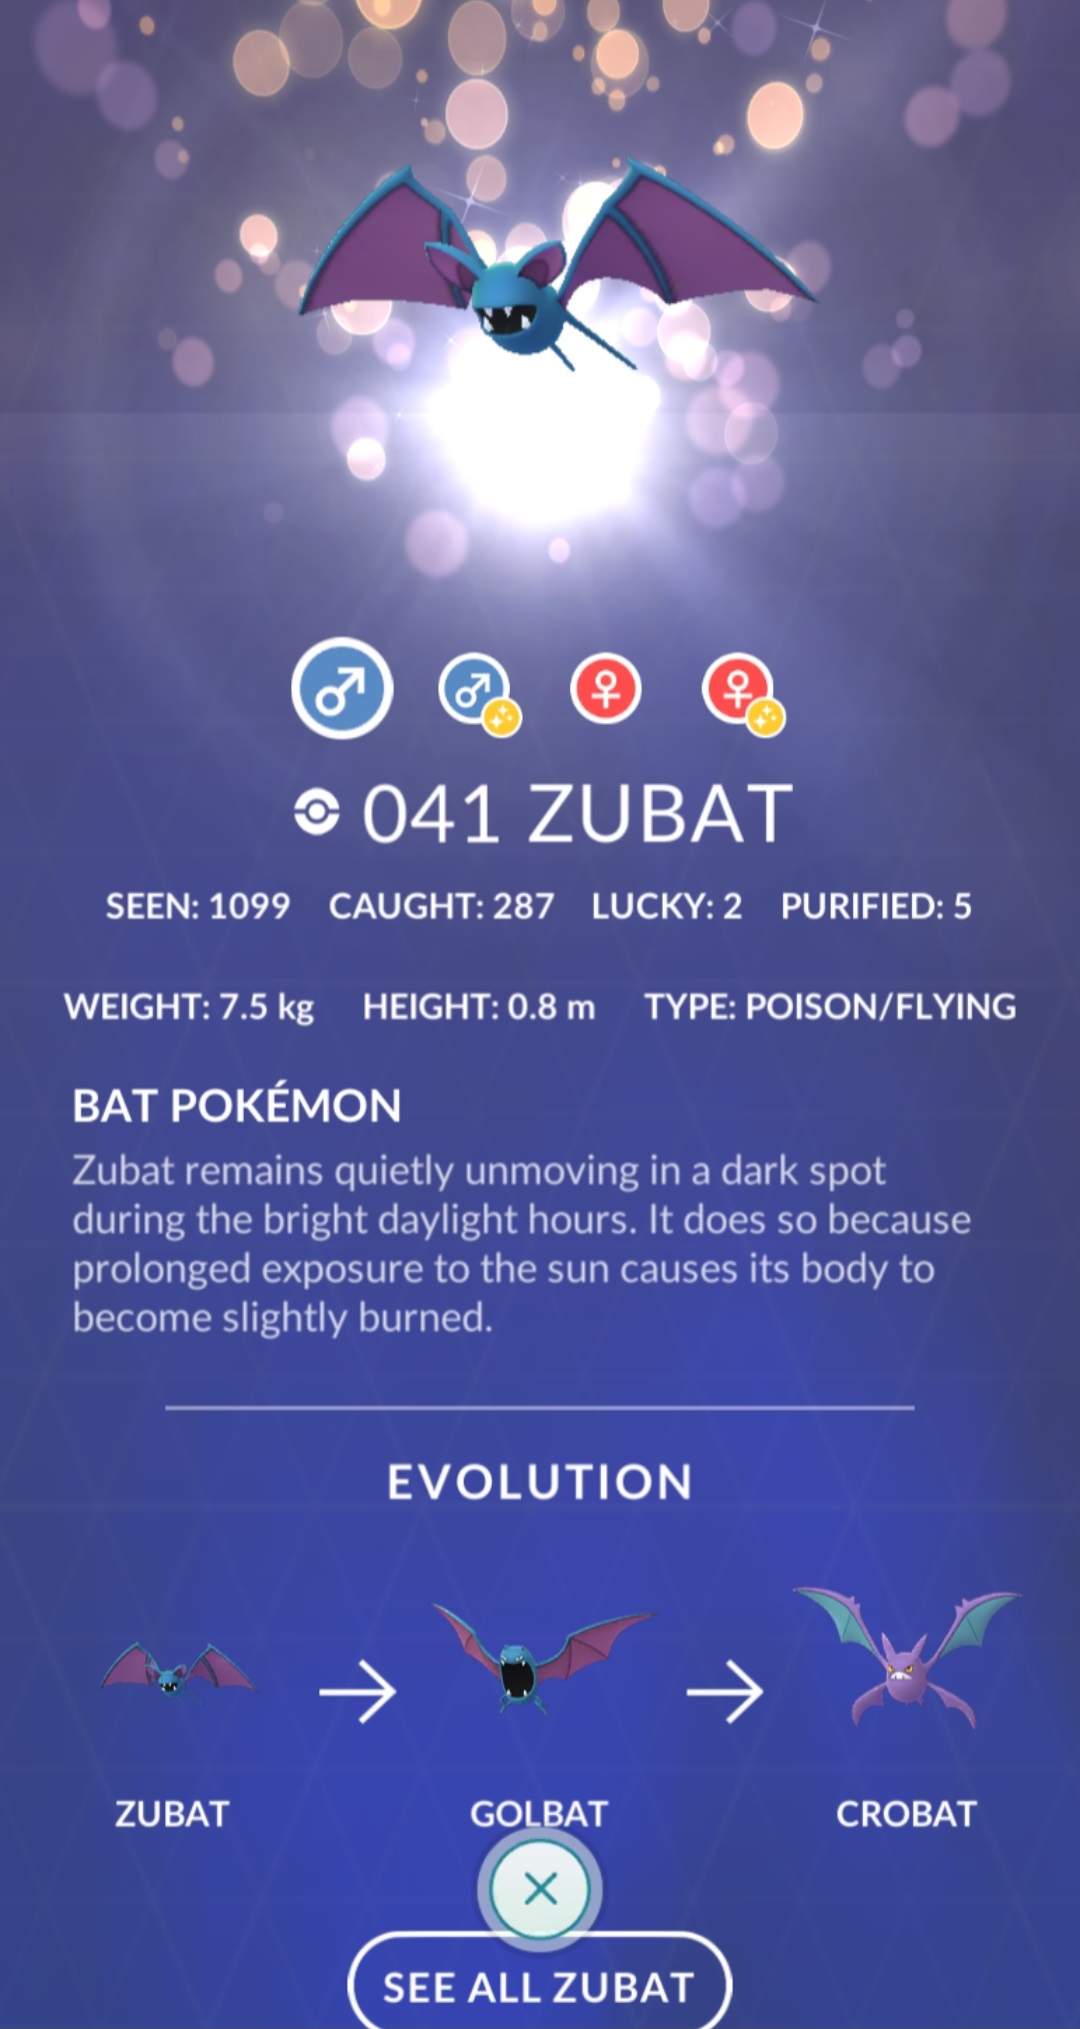 041 ZUBAT
SEEN: 1099 CAUGHT: 287 LUCKY: 2 PURIFIED: 5
WEIGHT: 7.5 kg HEIGHT: 0.8 m TYPE: POISON/FLYING
BAT POKÉMON
Zubat remains quietly unmoving in a dark spot
during the bright daylight hours. It does so because
prolonged exposure to the sun causes its body to
become slightly burned.
EVOLUTION
ZUBAT GOLBAT CROBAT
SEE ALL ZUBAT